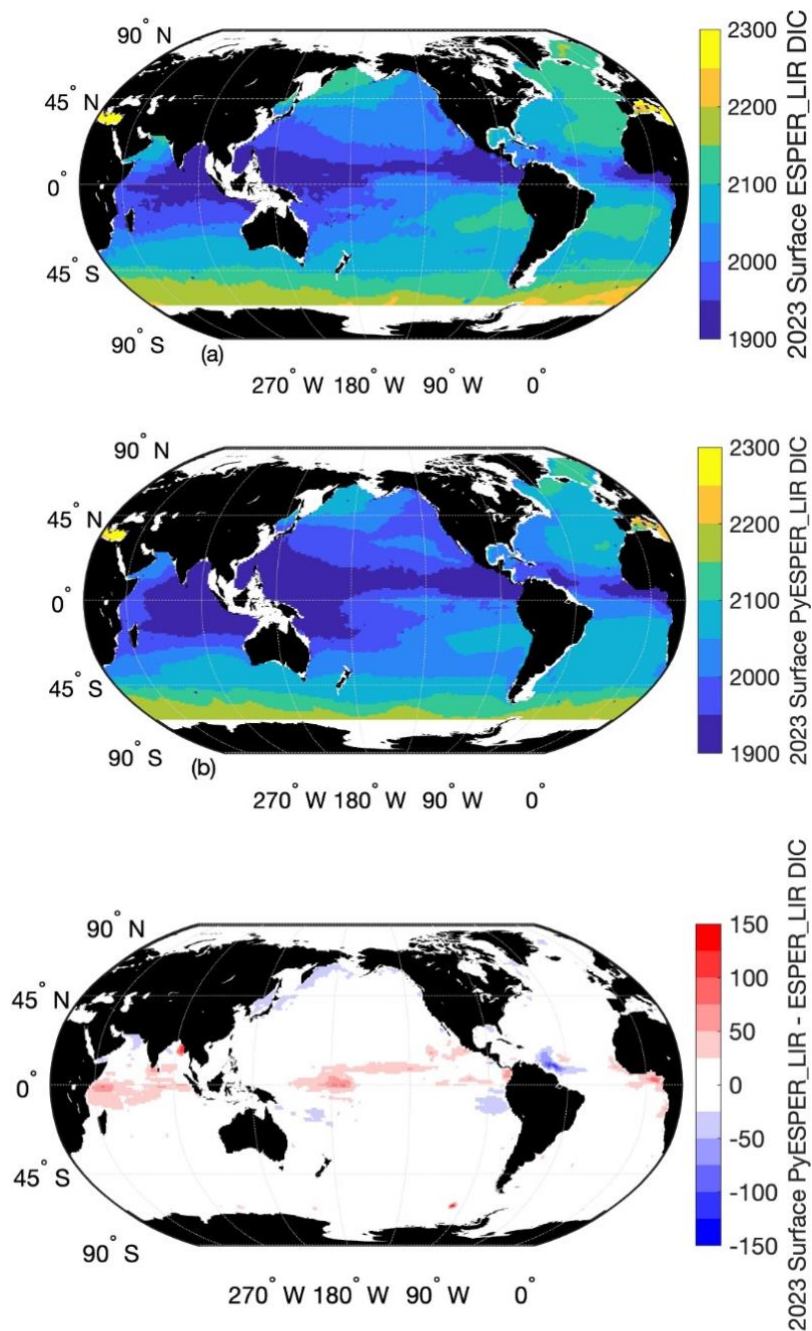 90° N
45° N
0°
45° S
90° S
(a)
270° W 180° W 90° W 0°
2300
2200
2100
2000
1900
2023 Surface ESPER_LIR DIC
90° N
45° N
0°
45° S
90° S
(b)
270° W 180° W 90° W 0°
2300
2200
2100
2000
1900
2023 Surface PyESPER_LIR DIC
90° N
45° N
0°
45° S
90° S
270° W 180° W 90° W 0°
150
100
50
0
-50
-100
-150
2023 Surface PyESPER_LIR - ESPER_LIR DIC